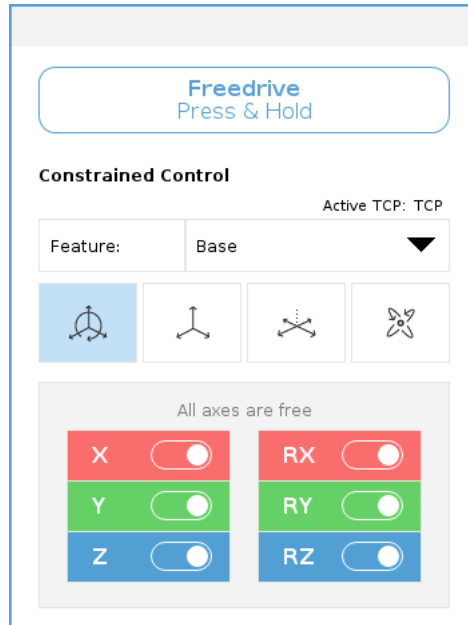 Freedrive
Press & Hold
Constrained Control
Active TCP: TCP
Feature: Base
All axes are free
X RX
Y RY
Z RZ